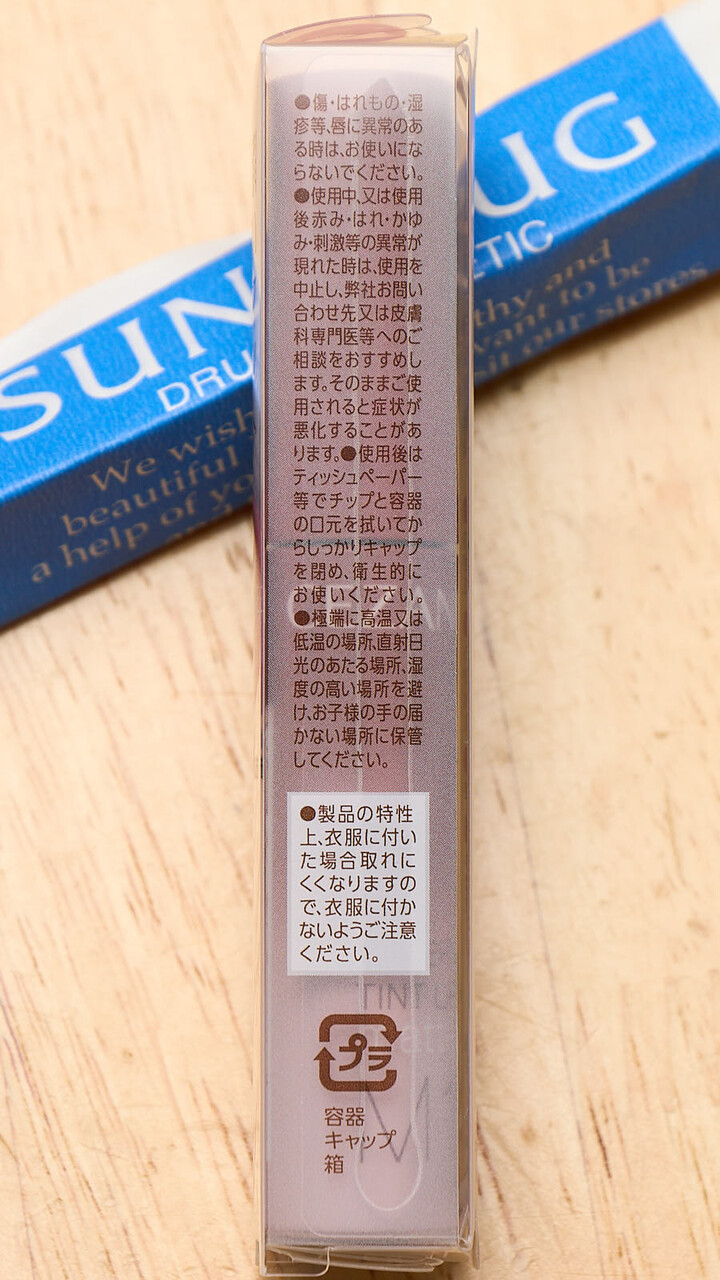 ●傷・はれもの・湿
疹等、唇に異常のあ
る時は、お使いにな
らないでください。
●使用中、又は使用
後赤み・はれ・かゆ
み・刺激等の異常が
現れた時は、使用を
中止し、弊社お問い
合わせ先又は皮膚
科専門医等へのご
相談をおすすめし
ます。そのままご使
用されると症状が
悪化することがあ
ります。●使用後は
ティッシュペーパー
等でチップと容器
の口元を拭いてか
らしっかりキャップ
を閉め、衛生的に
お使いください。
●極端に高温又は
低温の場所、直射日
光のあたる場所、湿
度の高い場所を避
け、お子様の手の届
かない場所に保管
してください。
●製品の特性
上、衣服に付い
た場合取れに
くくなりますの
で、衣服に付か
ないようご注意
ください。
TINT
プラ
容器
キャップ
箱
SUN UG
DRU TIC
We wish thy and
beautiful want to be
a help of yo sit our stores